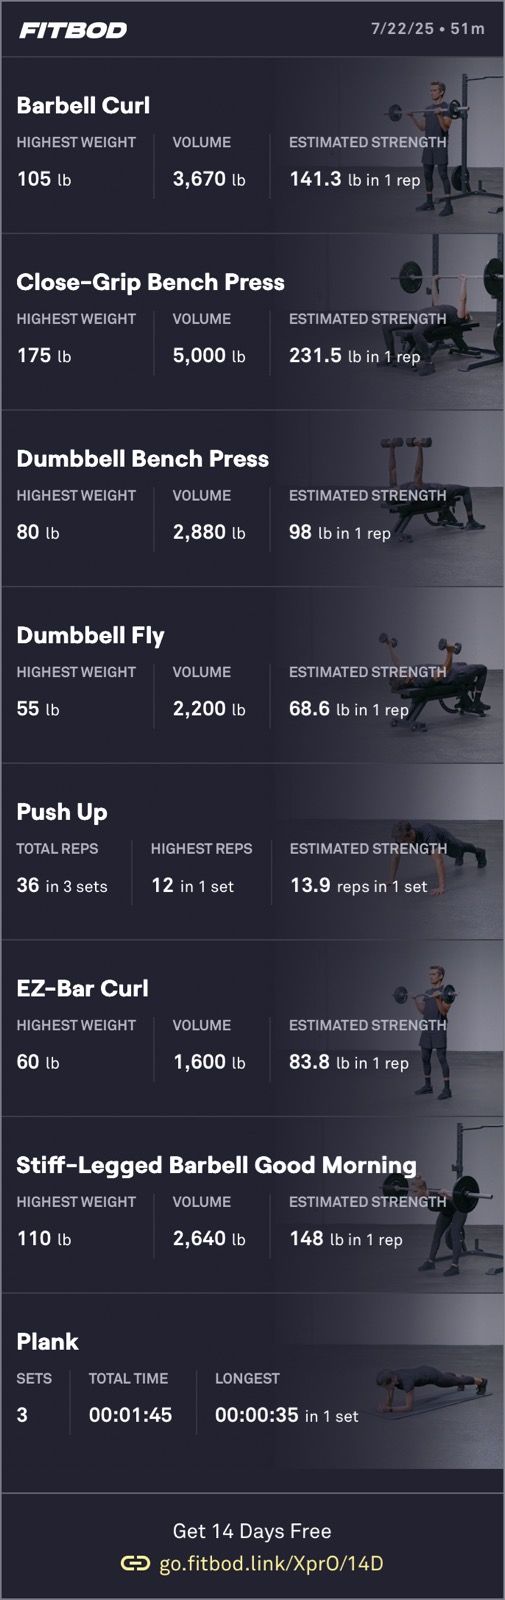 FITBOD 7/22/25 • 51m
Barbell Curl
HIGHEST WEIGHT VOLUME ESTIMATED STRENGTH
105 lb 3,670 lb 141.3 lb in 1 rep
Close-Grip Bench Press
HIGHEST WEIGHT VOLUME ESTIMATED STRENGTH
175 lb 5,000 lb 231.5 lb in 1 rep
Dumbbell Bench Press
HIGHEST WEIGHT VOLUME ESTIMATED STRENGTH
80 lb 2,880 lb 98 lb in 1 rep
Dumbbell Fly
HIGHEST WEIGHT VOLUME ESTIMATED STRENGTH
55 lb 2,200 lb 68.6 lb in 1 rep
Push Up
TOTAL REPS HIGHEST REPS ESTIMATED STRENGTH
36 in 3 sets 12 in 1 set 13.9 reps in 1 set
EZ-Bar Curl
HIGHEST WEIGHT VOLUME ESTIMATED STRENGTH
60 lb 1,600 lb 83.8 lb in 1 rep
Stiff-Legged Barbell Good Morning
HIGHEST WEIGHT VOLUME ESTIMATED STRENGTH
110 lb 2,640 lb 148 lb in 1 rep
Plank
SETS TOTAL TIME LONGEST
3 00:01:45 00:00:35 in 1 set
Get 14 Days Free
go.fitbod.link/XprO/14D